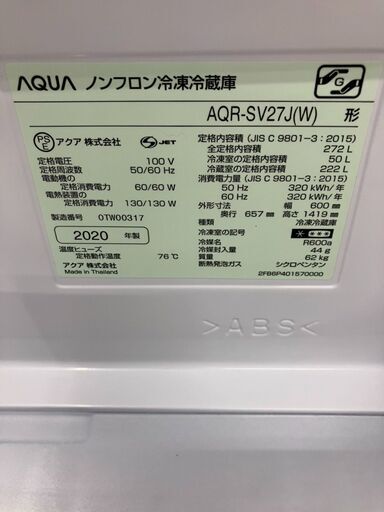 AQUA ノンフロン冷凍冷蔵庫
AQR-SV27J(W) 形
PS E アクア 株式会社 S JET
定格電圧 100 V
定格周波数 50/60 Hz
電動機の
定格消費電力 60/60 W
電熱装置の
定格消費電力 130/130 W
製造番号 0TW00317
2020 年製
温度ヒューズ
定格動作温度 76℃
アクア 株式会社
Made in Thailand
定格内容積 (JIS C 9801-3 : 2015)
全定格内容積 272 L
冷凍室の定格内容積 50 L
冷蔵室の定格内容積 222 L
消費電力量 (JIS C 9801-3 : 2015)
50 Hz 320 kWh/年
60 Hz 320 kWh/年
外形寸法 幅 600 mm
奥行 657 mm 高さ 1419 mm
種類 冷凍冷蔵庫
冷凍室の記号
冷媒名 R600a
冷媒封入量 44 g
質量 62 kg
断熱発泡ガス シクロペンタン
2FB6P401570000
>ABS<